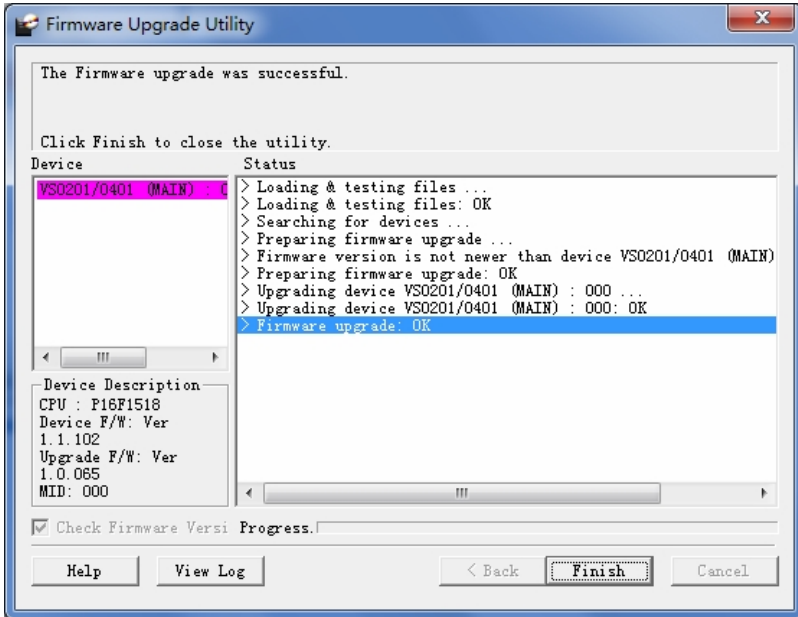 Firmware Upgrade Utility
The Firmware upgrade was successful.
Click Finish to close the utility.
Device
VS0201/0401 (MAIN) : 0
Status
> Loading & testing files ...
> Loading & testing files: OK
> Searching for devices ...
> Preparing firmware upgrade ...
> Firmware version is not newer than device VS0201/0401 (MAIN)
> Preparing firmware upgrade: OK
> Upgrading device VS0201/0401 (MAIN) : 000 ...
> Upgrading device VS0201/0401 (MAIN) : 000: OK
> Firmware upgrade: OK
Device Description
CPU : P16F1518
Device F/W: Ver
1.1.102
Upgrade F/W: Ver
1.0.065
MID: 000
Check Firmware Versi
Progress.
Help
View Log
< Back
Finish
Cancel